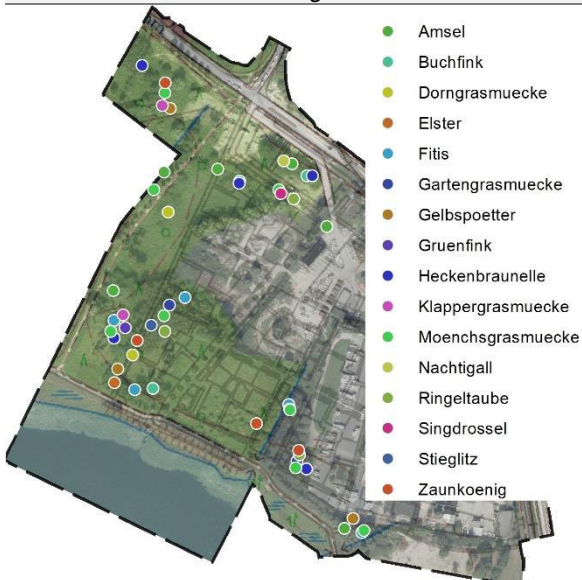 Amsel
Buchfink
Dorngrasmuecke
Elster
Fitis
Gartengrasmuecke
Gelbspoetter
Gruenfink
Heckenbraunelle
Klappergrasmuecke
Moenchsgrasmuecke
Nachtigall
Ringeltaube
Singdrossel
Stieglitz
Zaunkoenig